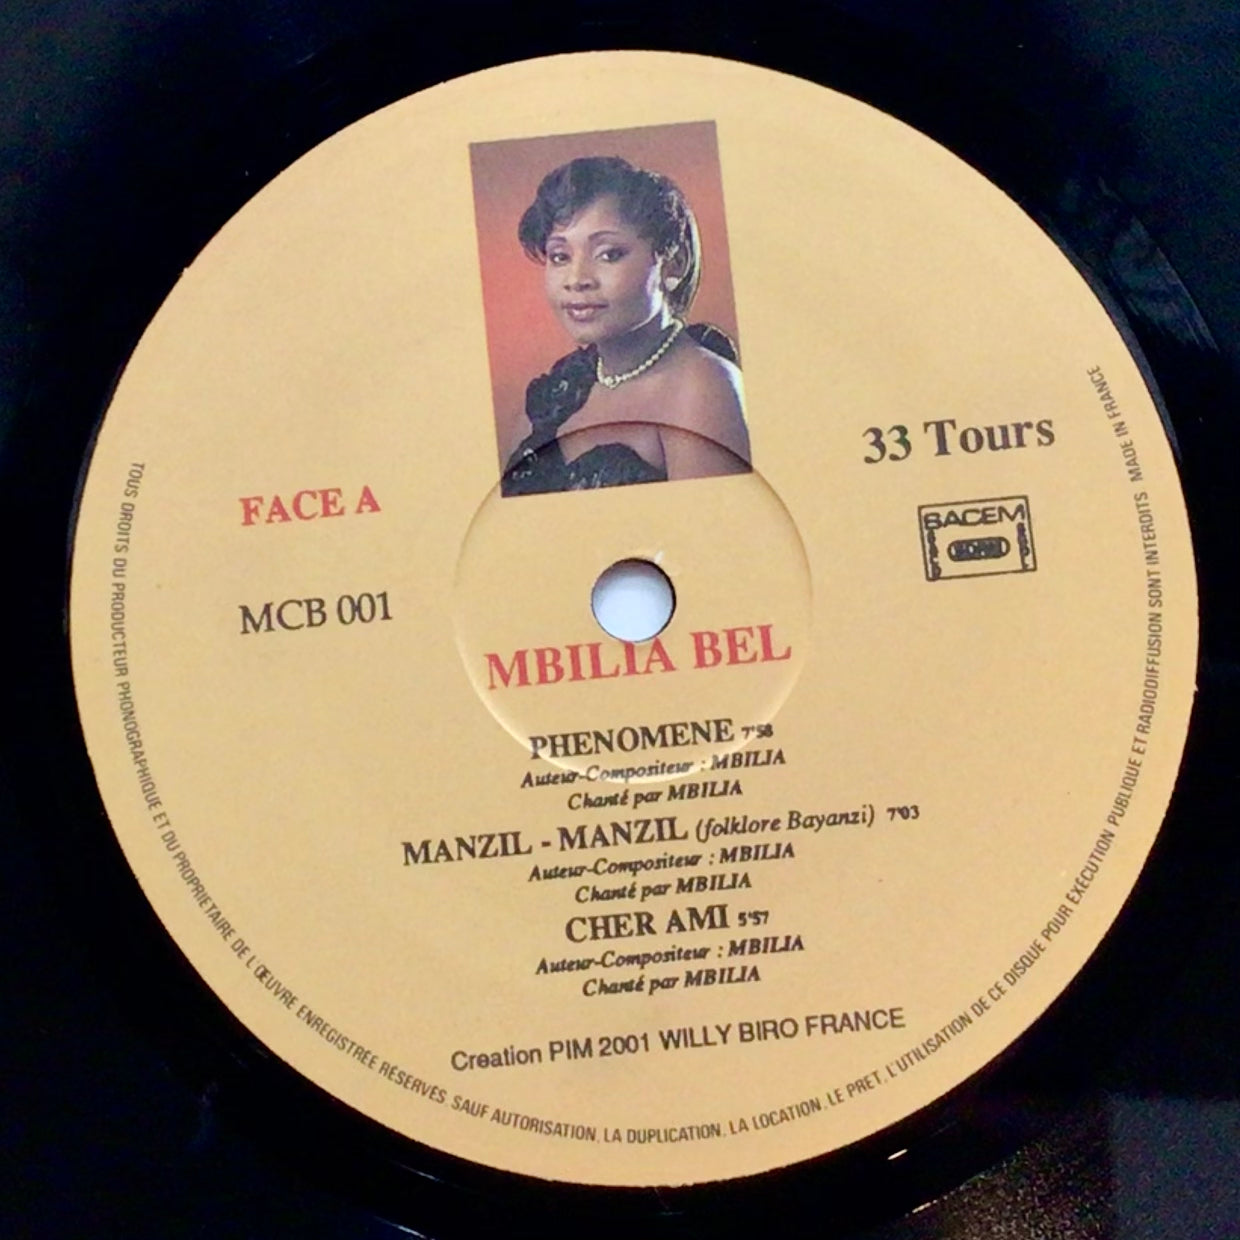 33 Tours
FACE A
SACEM
MCB 001
MBILIA BEL
PHENOMENE 7'58
Auteur-Compositeur : MBILIA
Chanté par MBILIA
MANZIL - MANZIL (folklore Bayanzi) 7'03
Auteur-Compositeur : MBILIA
Chanté par MBILIA
CHER AMI 5'57
Auteur-Compositeur : MBILIA
Chanté par MBILIA
Creation PIM 2001 WILLY BIRO FRANCE
TOUS DROITS DU PRODUCTEUR PHONOGRAPHIQUE ET DU PROPRIETAIRE DE L'ŒUVRE ENREGISTRÉE RÉSERVÉS. SAUF AUTORISATION, LA DUPLICATION, LA LOCATION, LE PRET, L'UTILISATION DE CE DISQUE POUR EXÉCUTION PUBLIQUE ET RADIODIFFUSION SONT INTERDITS MADE IN FRANCE